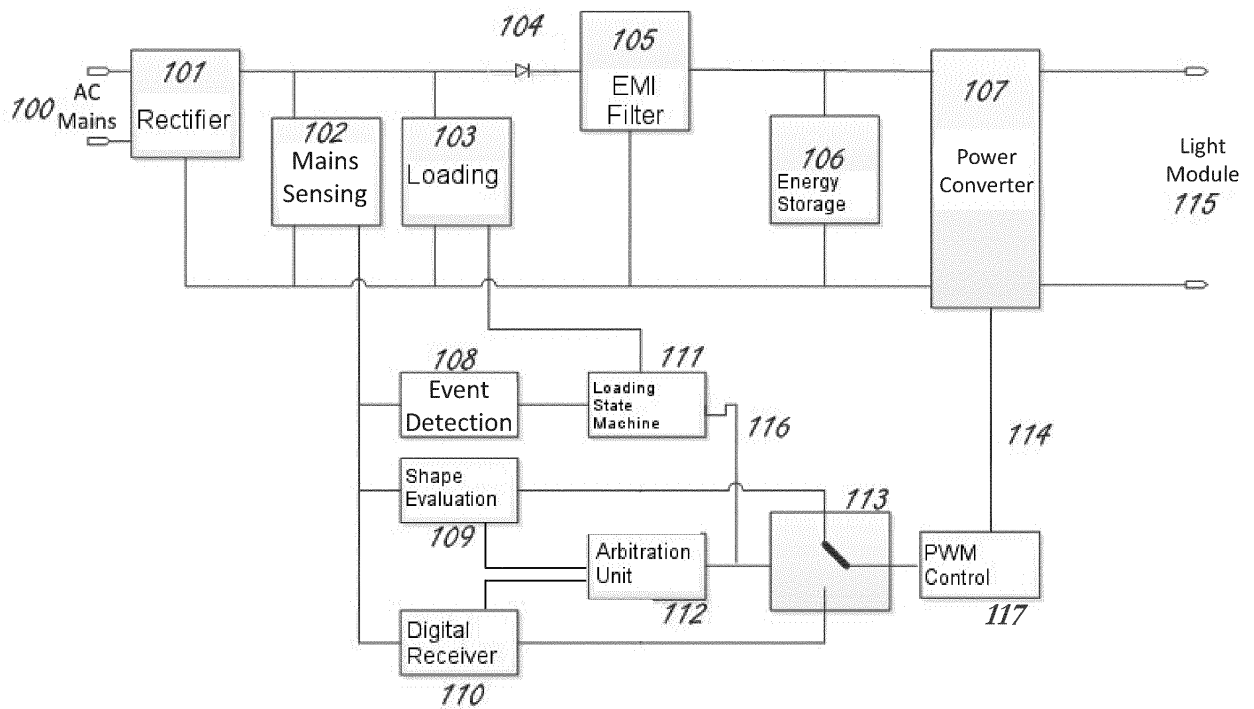 104
105
EMI
Filter
101
Rectifier
100
AC
Mains
102
Mains
Sensing
103
Loading
106
Energy
Storage
107
Power
Converter
Light
Module
115
108
Event
Detection
111
Loading
State
Machine
116
114
Shape
Evaluation
109
113
Arbitration
Unit
112
PWM
Control
117
Digital
Receiver
110